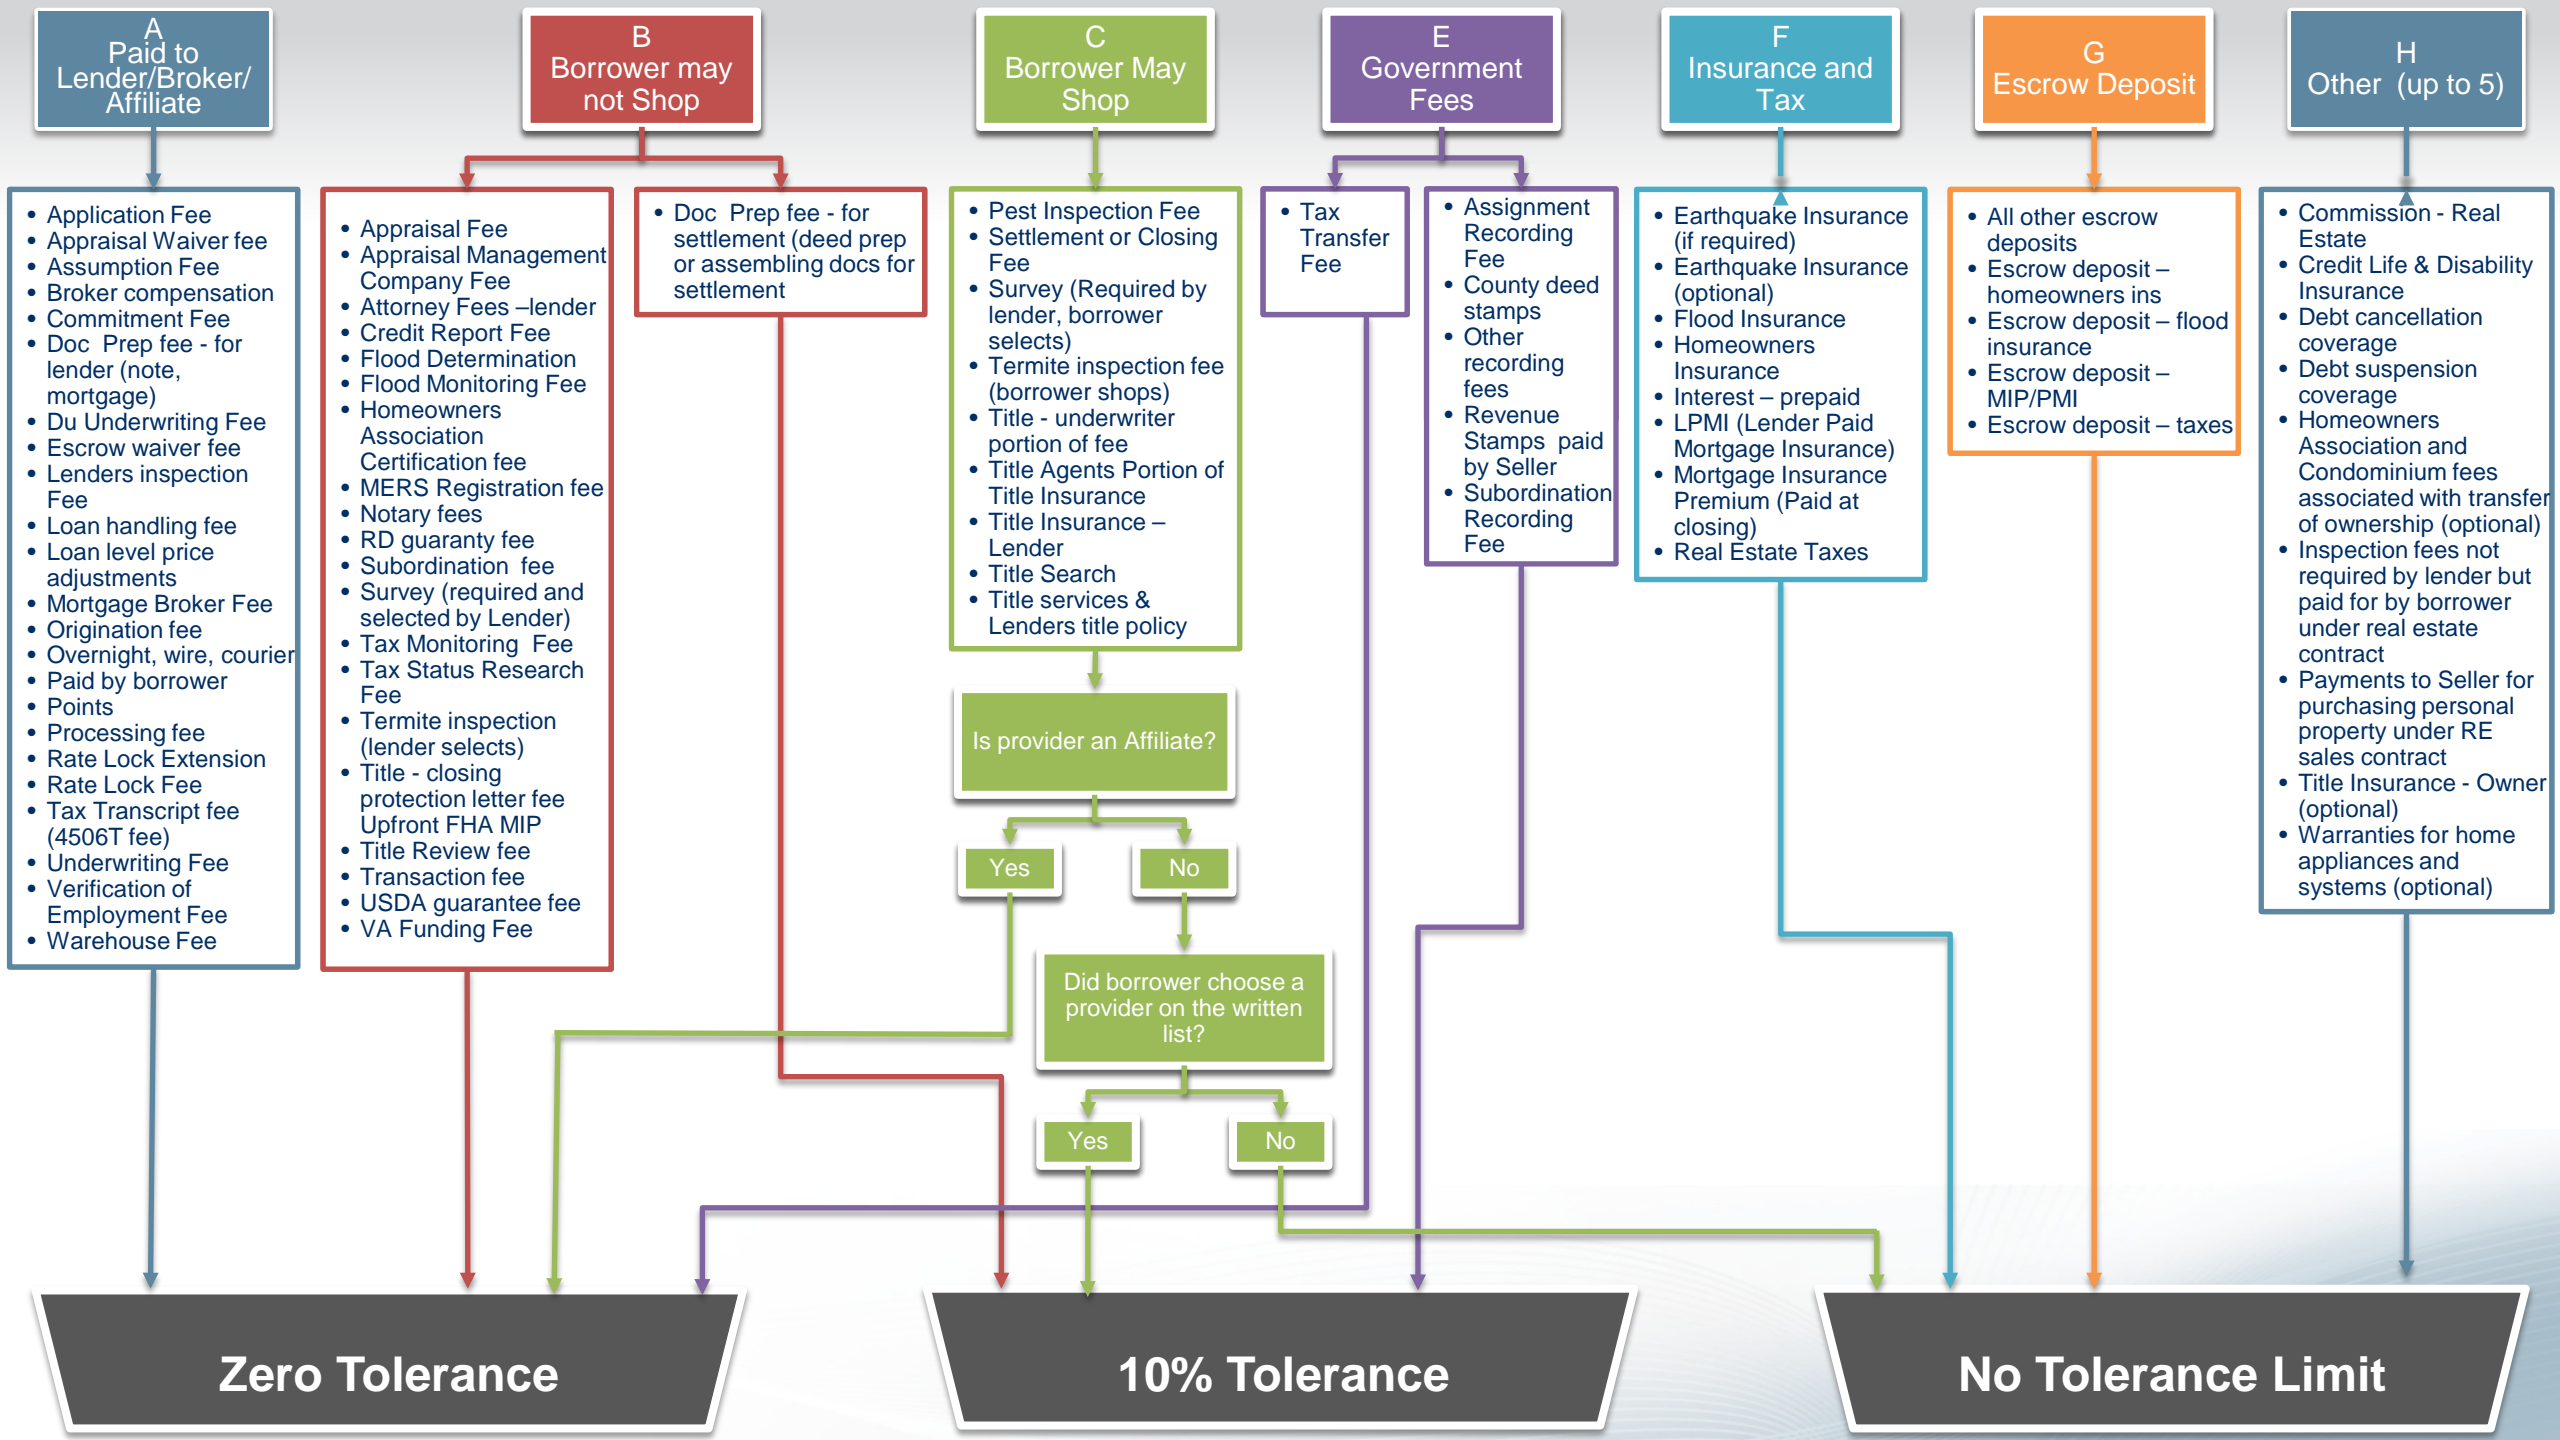 A
Paid to
Lender/Broker/
Affiliate
B
Borrower may
not Shop
C
Borrower May
Shop
E
Government
Fees
F
Insurance and
Tax
G
Escrow Deposit
H
Other (up to 5)
• Application Fee
• Appraisal Waiver fee
• Assumption Fee
• Broker compensation
• Commitment Fee
• Doc Prep fee - for
lender (note,
mortgage)
• Du Underwriting Fee
• Escrow waiver fee
• Lenders inspection
Fee
• Loan handling fee
• Loan level price
adjustments
• Mortgage Broker Fee
• Origination fee
• Overnight, wire, courier
• Paid by borrower
• Points
• Processing fee
• Rate Lock Extension
• Rate Lock Fee
• Tax Transcript fee
(4506T fee)
• Underwriting Fee
• Verification of
Employment Fee
• Warehouse Fee
• Appraisal Fee
• Appraisal Management
Company Fee
• Attorney Fees –lender
• Credit Report Fee
• Flood Determination
• Flood Monitoring Fee
• Homeowners
Association
Certification fee
• MERS Registration fee
• Notary fees
• RD guaranty fee
• Subordination fee
• Survey (required and
selected by Lender)
• Tax Monitoring Fee
• Tax Status Research
Fee
• Termite inspection
(lender selects)
• Title - closing
protection letter fee
Upfront FHA MIP
• Title Review fee
• Transaction fee
• USDA guarantee fee
• VA Funding Fee
• Doc Prep fee - for
settlement (deed prep
or assembling docs for
settlement
• Pest Inspection Fee
• Settlement or Closing
Fee
• Survey (Required by
lender, borrower
selects)
• Termite inspection fee
(borrower shops)
• Title - underwriter
portion of fee
• Title Agents Portion of
Title Insurance
• Title Insurance –
Lender
• Title Search
• Title services &
Lenders title policy
• Tax
Transfer
Fee
• Assignment
Recording
Fee
• County deed
stamps
• Other
recording
fees
• Revenue
Stamps paid
by Seller
• Subordination
Recording
Fee
• Earthquake Insurance
(if required)
• Earthquake Insurance
(optional)
• Flood Insurance
• Homeowners
Insurance
• Interest – prepaid
• LPMI (Lender Paid
Mortgage Insurance)
• Mortgage Insurance
Premium (Paid at
closing)
• Real Estate Taxes
• All other escrow
deposits
• Escrow deposit –
homeowners ins
• Escrow deposit – flood
insurance
• Escrow deposit –
MIP/PMI
• Escrow deposit – taxes
• Commission - Real
Estate
• Credit Life & Disability
Insurance
• Debt cancellation
coverage
• Debt suspension
coverage
• Homeowners
Association and
Condominium fees
associated with transfer
of ownership (optional)
• Inspection fees not
required by lender but
paid for by borrower
under real estate
contract
• Payments to Seller for
purchasing personal
property under RE
sales contract
• Title Insurance - Owner
(optional)
• Warranties for home
appliances and
systems (optional)
Is provider an Affiliate?
Yes
No
Did borrower choose a
provider on the written
list?
Yes
No
Zero Tolerance
10% Tolerance
No Tolerance Limit